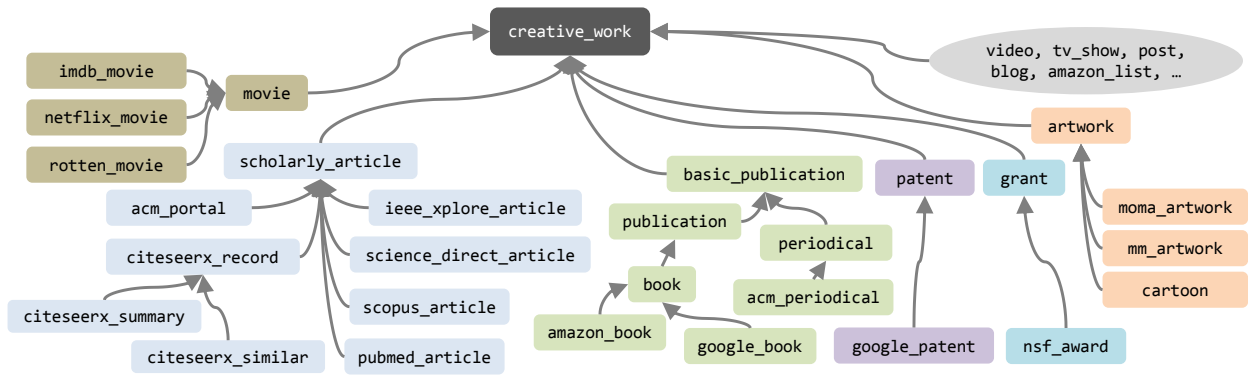 creative_work
video, tv_show, post,
blog, amazon_list, …
imdb_movie
movie
netflix_movie
rotten_movie
artwork
scholarly_article
basic_publication
patent
grant
acm_portal
ieee_xplore_article
publication
periodical
moma_artwork
citeseerx_record
science_direct_article
mm_artwork
book
acm_periodical
cartoon
citeseerx_summary
scopus_article
amazon_book
google_book
google_patent
nsf_award
citeseerx_similar
pubmed_article